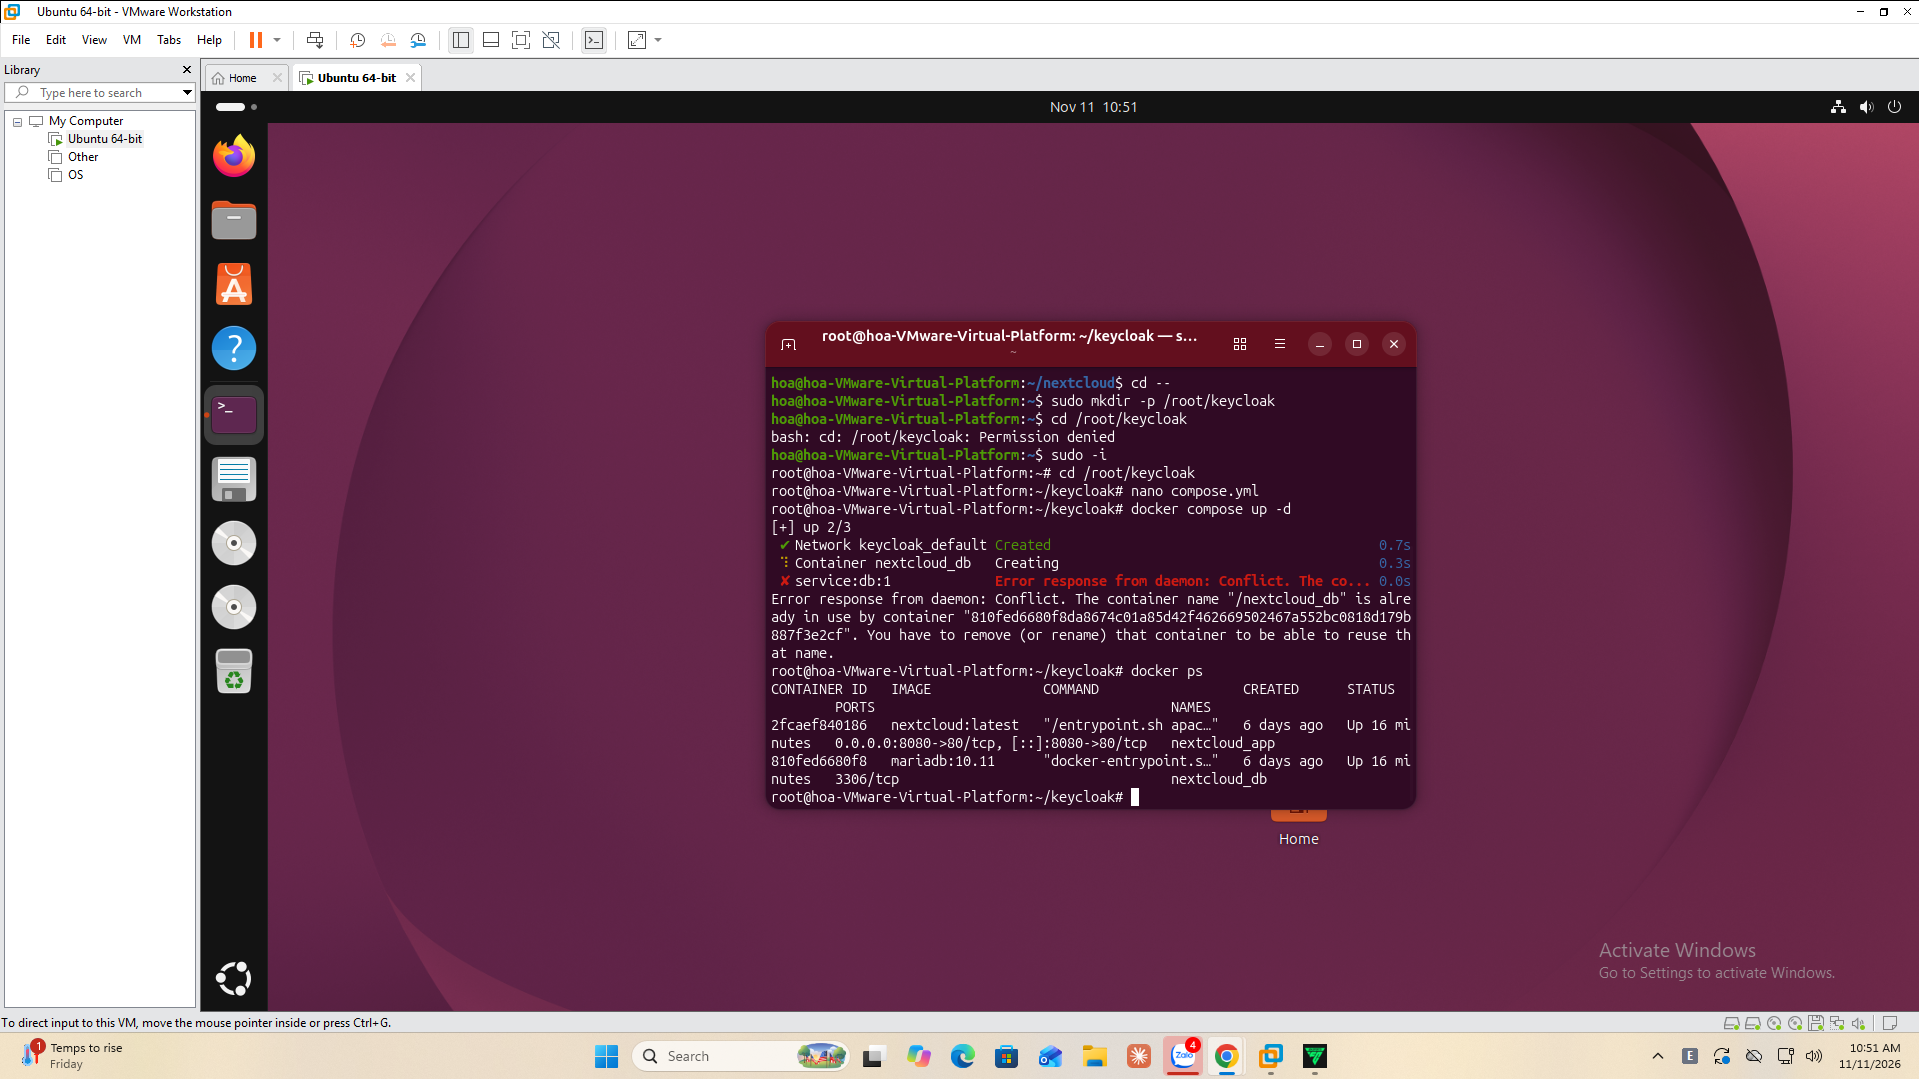 Ubuntu 64-bit - VMware Workstation
File Edit View VM Tabs Help
Library
Type here to search
My Computer
Ubuntu 64-bit
Other
OS
Home
Ubuntu 64-bit
Nov 11 10:51
root@hoa-VMware-Virtual-Platform: ~/keycloak — s...
~
hoa@hoa-VMware-Virtual-Platform:~/nextcloud$ cd --
hoa@hoa-VMware-Virtual-Platform:~$ sudo mkdir -p /root/keycloak
hoa@hoa-VMware-Virtual-Platform:~$ cd /root/keycloak
bash: cd: /root/keycloak: Permission denied
hoa@hoa-VMware-Virtual-Platform:~$ sudo -i
root@hoa-VMware-Virtual-Platform:~# cd /root/keycloak
root@hoa-VMware-Virtual-Platform:~/keycloak# nano compose.yml
root@hoa-VMware-Virtual-Platform:~/keycloak# docker compose up -d
[+] up 2/3
✔ Network keycloak_default Created 0.7s
⠹ Container nextcloud_db Creating 0.3s
✘ service:db:1 Error response from daemon: Conflict. The co... 0.0s
Error response from daemon: Conflict. The container name "/nextcloud_db" is alre
ady in use by container "810fed6680f8da8674c01a85d42f462669502467a552bc0818d179b
887f3e2cf". You have to remove (or rename) that container to be able to reuse th
at name.
root@hoa-VMware-Virtual-Platform:~/keycloak# docker ps
CONTAINER ID IMAGE COMMAND CREATED STATUS
PORTS NAMES
2fcaef840186 nextcloud:latest "/entrypoint.sh apac…" 6 days ago Up 16 mi
nutes 0.0.0.0:8080->80/tcp, [::]:8080->80/tcp nextcloud_app
810fed6680f8 mariadb:10.11 "docker-entrypoint.s…" 6 days ago Up 16 mi
nutes 3306/tcp nextcloud_db
root@hoa-VMware-Virtual-Platform:~/keycloak#
Home
Activate Windows
Go to Settings to activate Windows.
To direct input to this VM, move the mouse pointer inside or press Ctrl+G.
1
Temps to rise
Friday
Search
Zalo
4
E
10:51 AM
11/11/2026